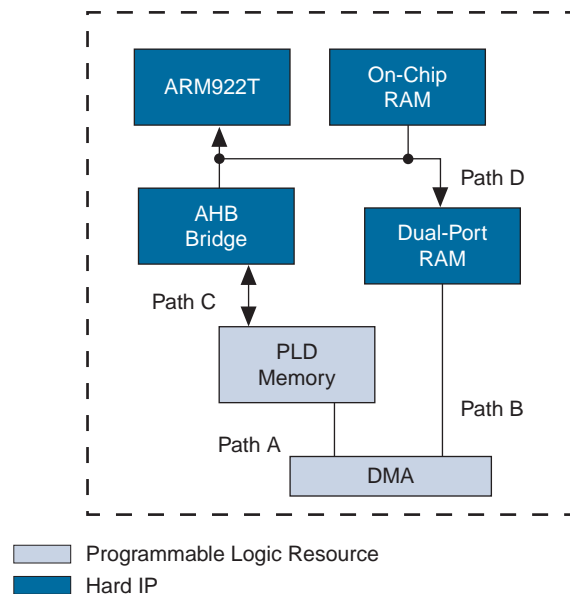 ARM922T
On-Chip
RAM
Path D
AHB
Bridge
Dual-Port
RAM
Path C
PLD
Memory
Path B
Path A
DMA
Programmable Logic Resource
Hard IP